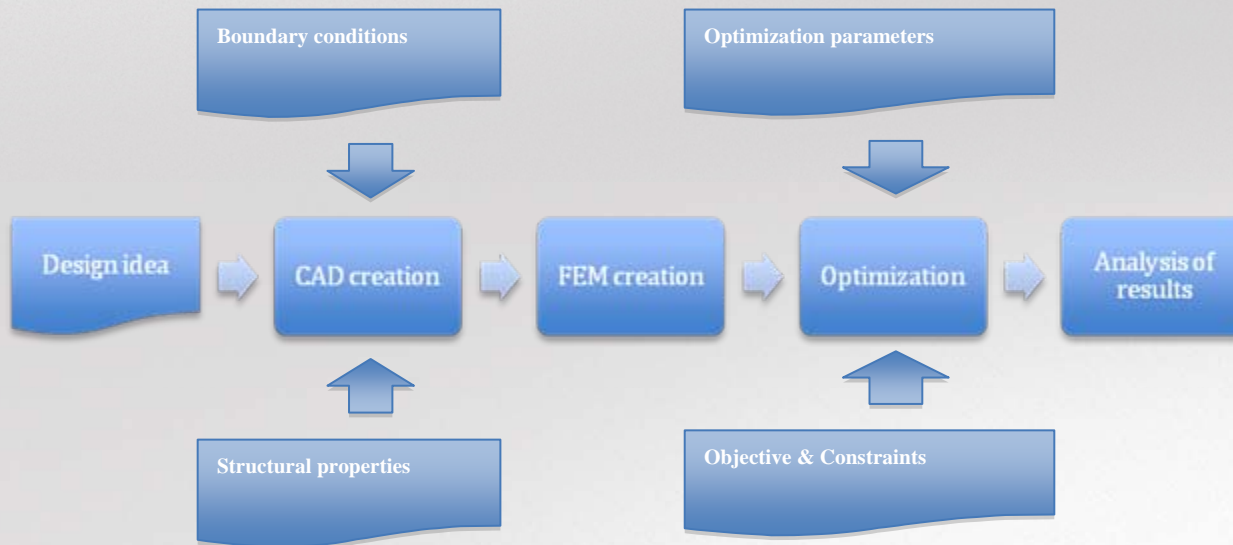 Boundary conditions
Optimization parameters
Design idea
CAD creation
FEM creation
Optimization
Analysis of
results
Structural properties
Objective & Constraints